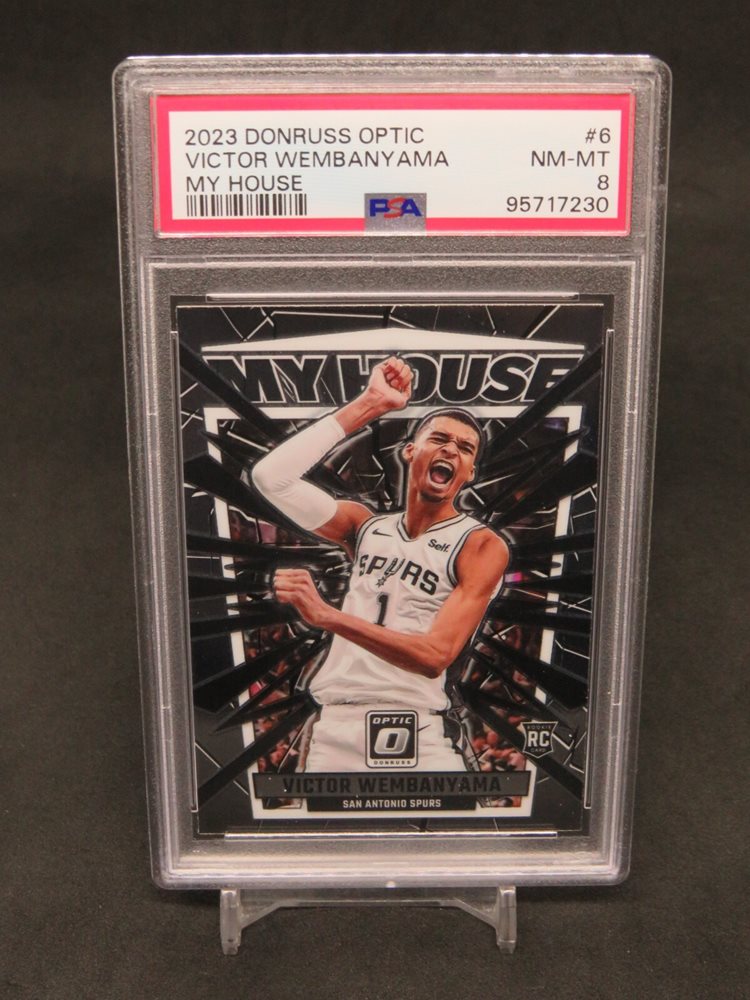 2023 DONRUSS OPTIC #6
VICTOR WEMBANYAMA NM-MT
MY HOUSE 8
PSA 95717230
MY HOUSE
Self.
SPURS
1
OPTIC
DONRUSS
ROOKIE
RC
CARD
VICTOR WEMBANYAMA
SAN ANTONIO SPURS